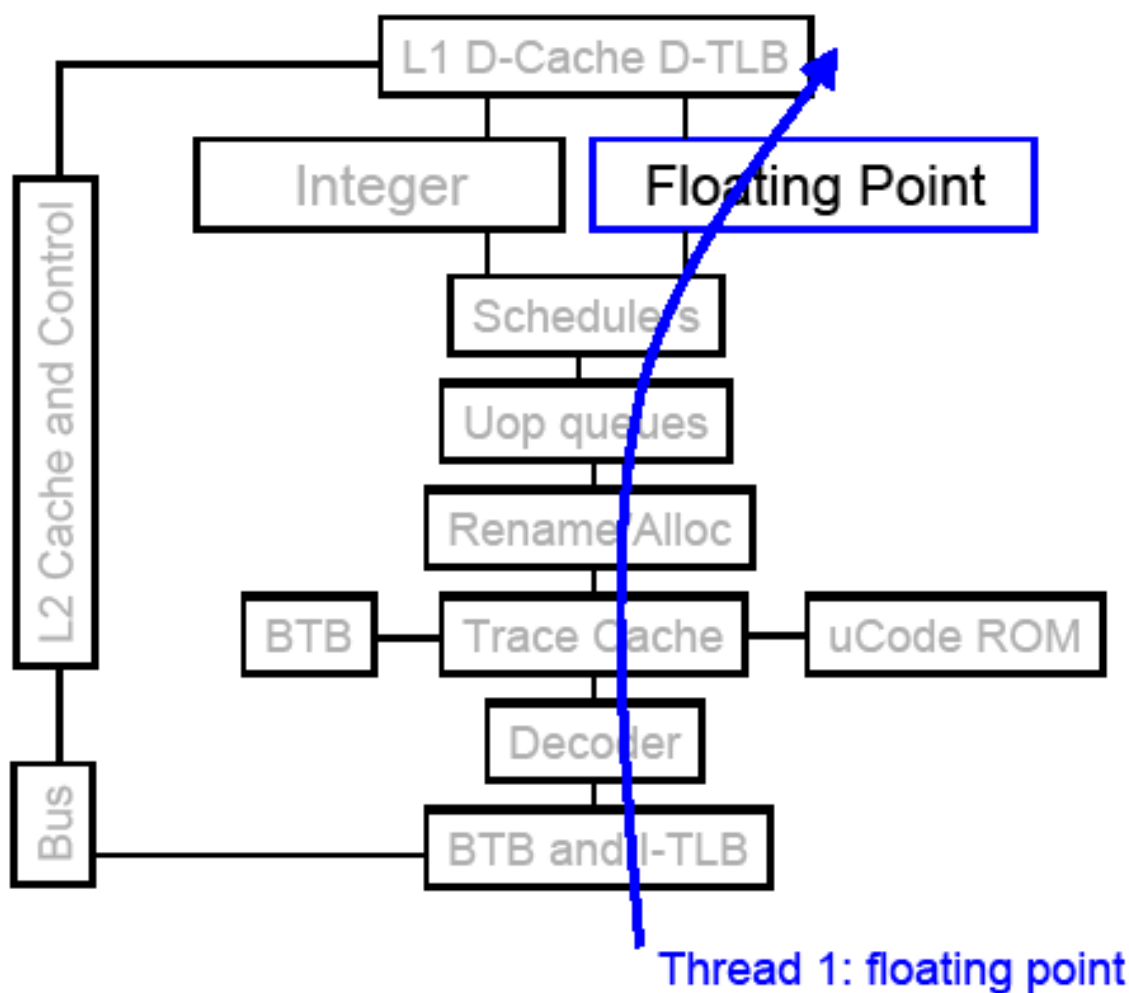 L1 D-Cache D-TLB
Integer
Floating Point
L2 Cache and Control
Schedulers
Uop queues
Rename/Alloc
BTB
Trace Cache
uCode ROM
Decoder
Bus
BTB and I-TLB
Thread 1: floating point